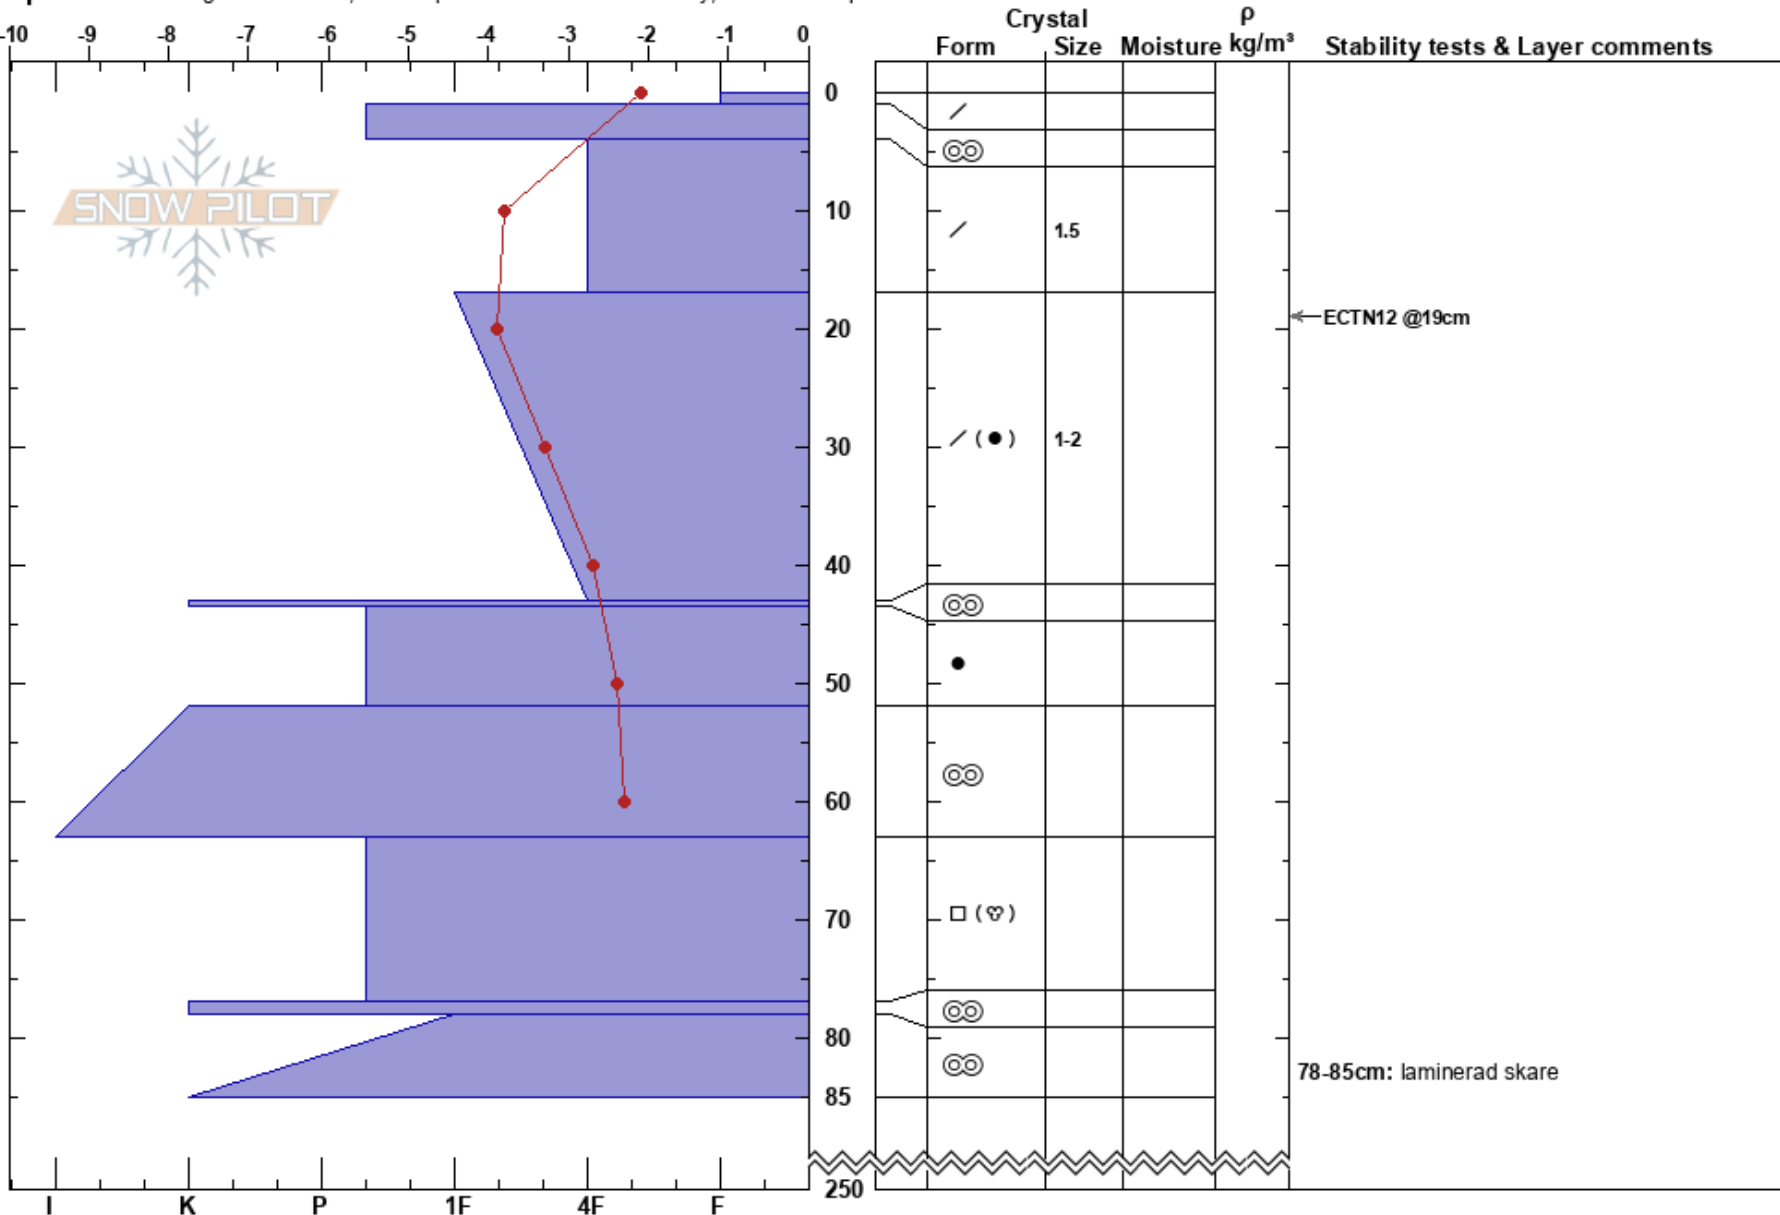 Crystal
ρ
Form Size Moisture kg/m³ Stability tests & Layer comments
-10 -9 -8 -7 -6 -5 -4 -3 -2 -1 0
0
SNOW PILOT
10
1.5
ECTN12 @19cm
20
30
( ) 1-2
40
50
60
70
( )
80
78-85cm: laminerad skare
85
250
I K P 1F 4F F